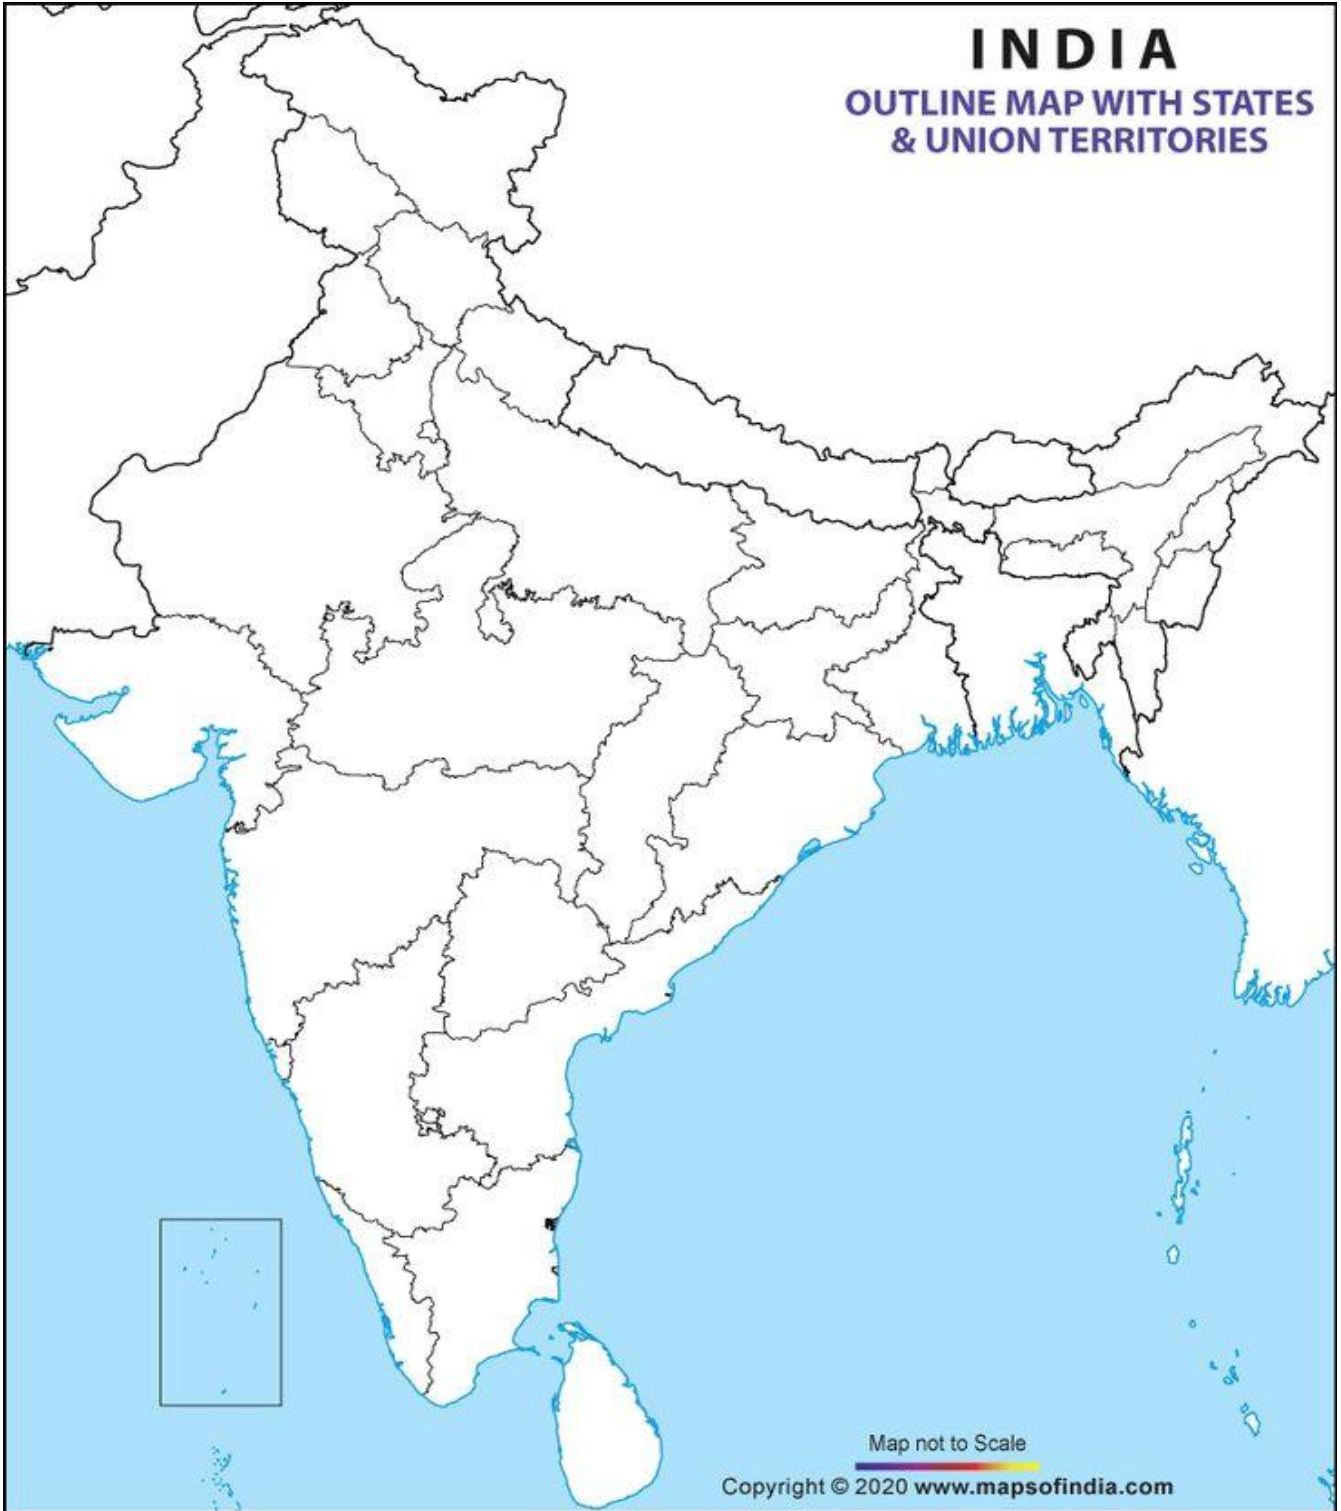 INDIA
OUTLINE MAP WITH STATES
& UNION TERRITORIES
Map not to Scale
Copyright © 2020 www.mapsofindia.com